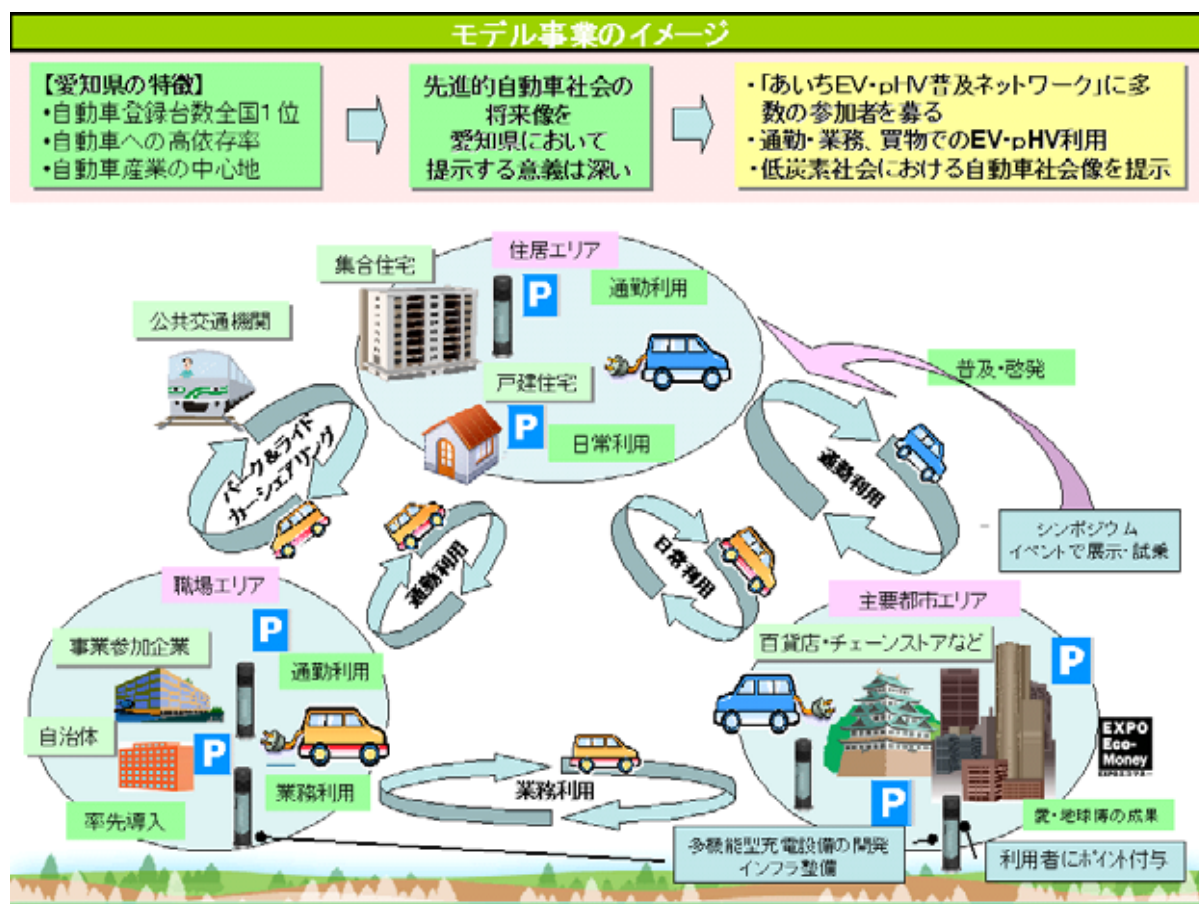 モデル事業のイメージ
【愛知県の特徴】
•自動車登録台数全国1位
•自動車への高依存率
•自動車産業の中心地
先進的自動車社会の
将来像を
愛知県において
提示する意義は深い
・「あいちEV・pHV普及ネットワーク」に多
数の参加者を募る
・通勤・業務、買物でのEV・pHV利用
・低炭素社会における自動車社会像を提示
住居エリア
集合住宅
P
通勤利用
公共交通機関
戸建住宅
P
日常利用
普及・啓発
パーク&ライド
カーシェアリング
通勤利用
通勤利用
日常利用
シンポジウム
イベントで展示・試乗
職場エリア
P
事業参加企業
通勤利用
自治体
P
業務利用
率先導入
業務利用
主要都市エリア
百貨店・チェーンストアなど
P
EXPO
Eco-
Money
EXPOエコマネー
P
愛・地球博の成果
多機能型充電設備の開発
インフラ整備
利用者にポイント付与